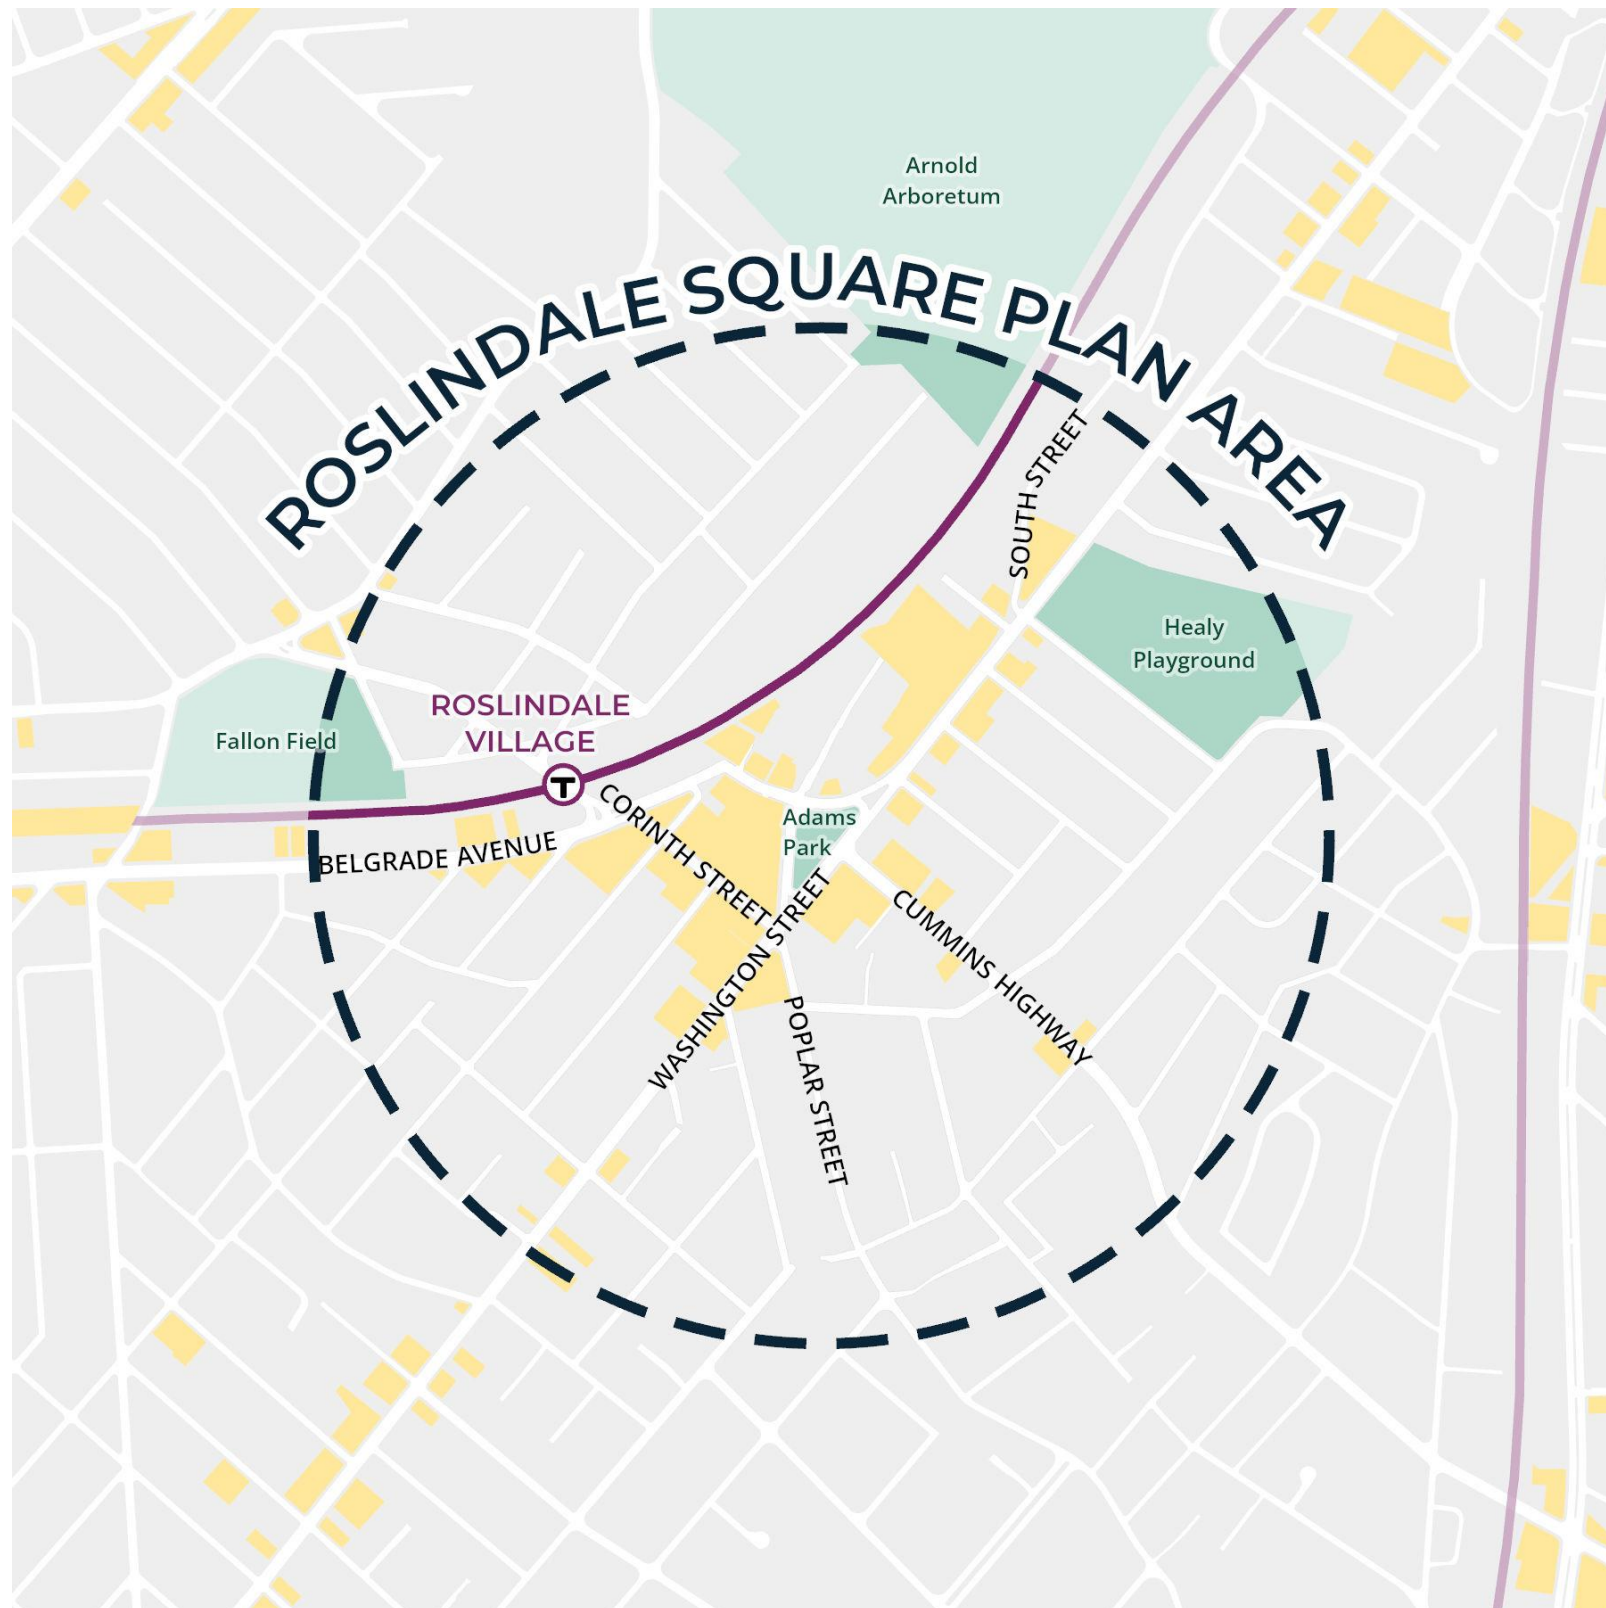 Arnold
Arboretum
ROSLINDALE SQUARE PLAN AREA
SOUTH STREET
Healy
Playground
ROSLINDALE
VILLAGE
Fallon Field
T
CORINTH STREET
Adams
Park
BELGRADE AVENUE
WASHINGTON STREET
CUMMINS HIGHWAY
POPLAR STREET